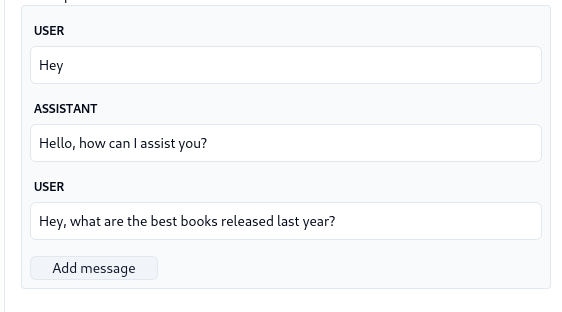 USER
Hey
ASSISTANT
Hello, how can I assist you?
USER
Hey, what are the best books released last year?
Add message